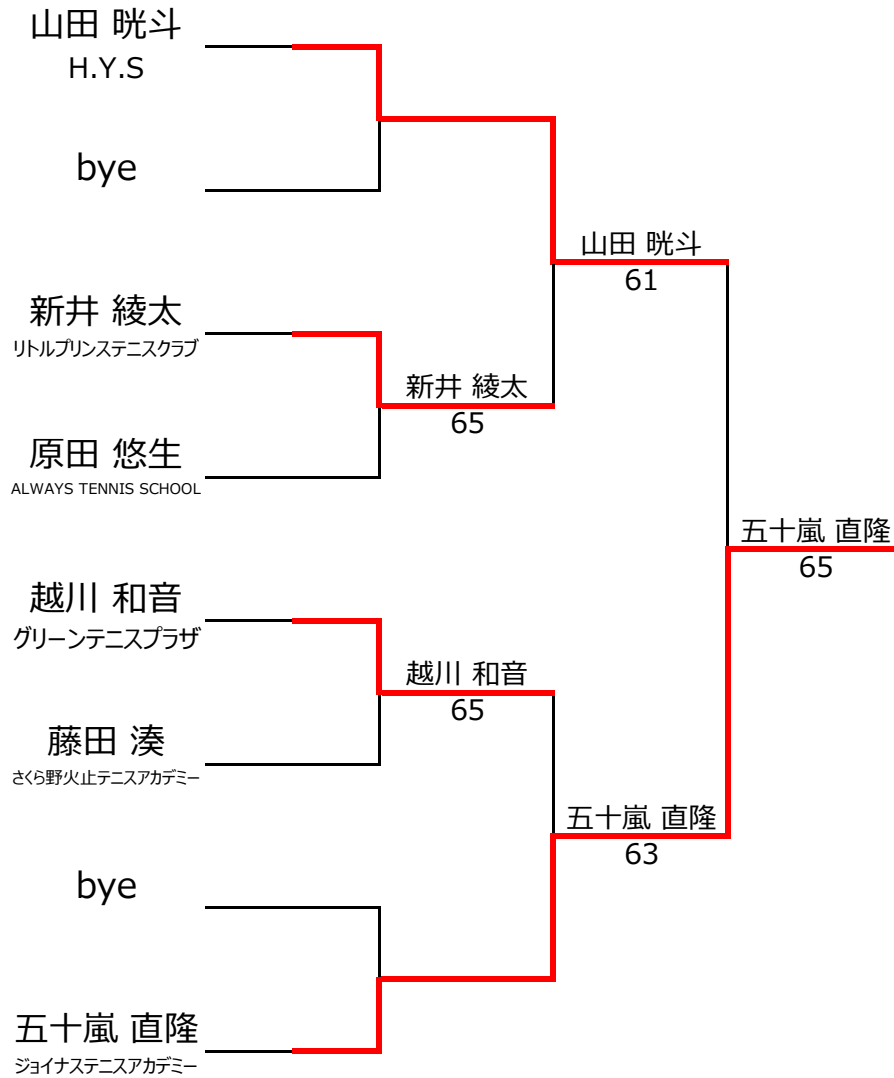 山田 晄斗
H.Y.S
bye
山田 晄斗
61
新井 綾太
リトルプリンステニスクラブ
新井 綾太
65
原田 悠生
ALWAYS TENNIS SCHOOL
五十嵐 直隆
65
越川 和音
グリーンテニスプラザ
越川 和音
65
藤田 湊
さくら野火止テニスアカデミー
五十嵐 直隆
63
bye
五十嵐 直隆
ジョイナステニスアカデミー